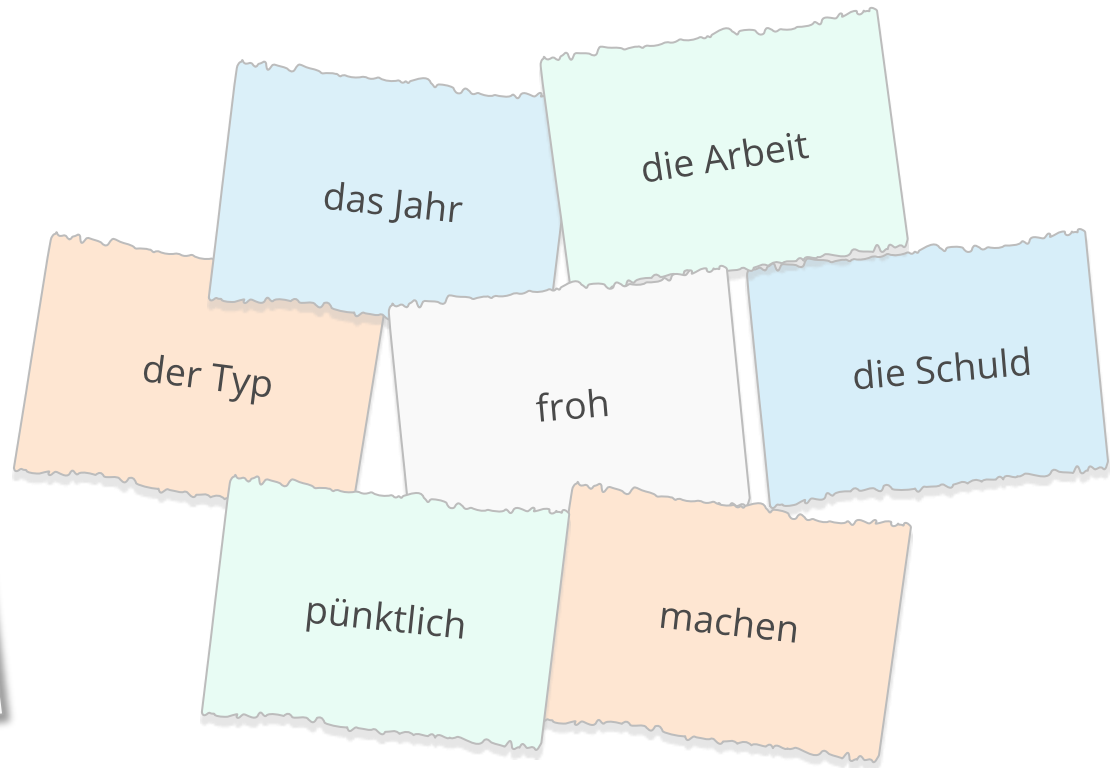 das Jahr
die Arbeit
der Typ
froh
die Schuld
pünktlich
machen